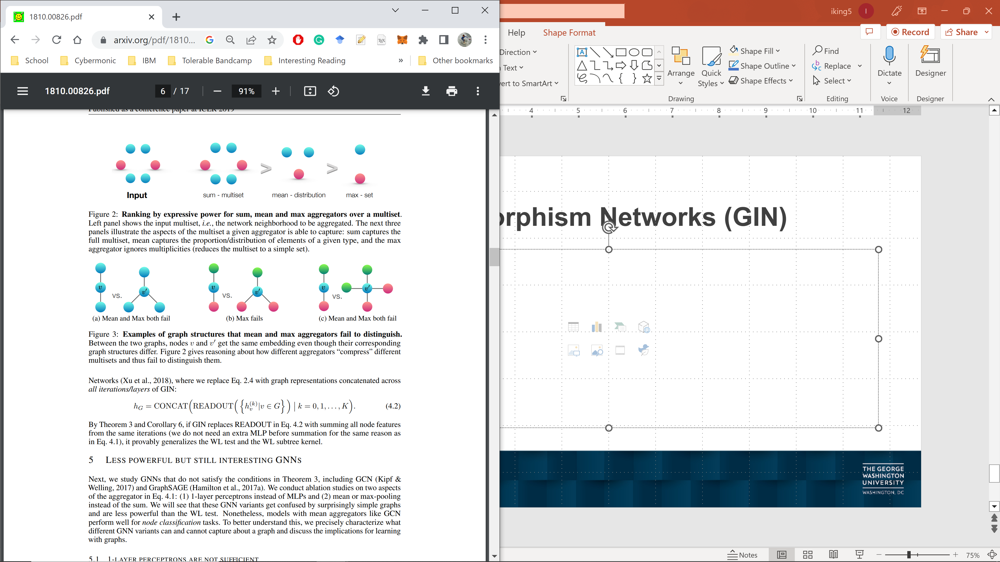 1810.00826.pdf
arxiv.org/pdf/1810...
School
Cybermonic
IBM
Tolerable Bandcamp
Interesting Reading
»
Other bookmarks
1810.00826.pdf
6 / 17
91%
Published as a conference paper at ICLR 2019
> >
Input
sum - multiset
mean - distribution
max - set
Figure 2: Ranking by expressive power for sum, mean and max aggregators over a multiset.
Left panel shows the input multiset, i.e., the network neighborhood to be aggregated. The next three
panels illustrate the aspects of the multiset a given aggregator is able to capture: sum captures the
full multiset, mean captures the proportion/distribution of elements of a given type, and the max
aggregator ignores multiplicities (reduces the multiset to a simple set).
v vs. v′
v vs. v′
v vs. v′
(a) Mean and Max both fail
(b) Max fails
(c) Mean and Max both fail
Figure 3: Examples of graph structures that mean and max aggregators fail to distinguish.
Between the two graphs, nodes v and v′ get the same embedding even though their corresponding
graph structures differ. Figure 2 gives reasoning about how different aggregators “compress” different
multisets and thus fail to distinguish them.
Networks (Xu et al., 2018), where we replace Eq. 2.4 with graph representations concatenated across
all iterations/layers of GIN:
h_G = CONCAT(READOUT({h_v^(k)|v ∈ G}) | k = 0, 1, . . . , K). (4.2)
By Theorem 3 and Corollary 6, if GIN replaces READOUT in Eq. 4.2 with summing all node features
from the same iterations (we do not need an extra MLP before summation for the same reason as
in Eq. 4.1), it provably generalizes the WL test and the WL subtree kernel.
5 LESS POWERFUL BUT STILL INTERESTING GNNS
Next, we study GNNs that do not satisfy the conditions in Theorem 3, including GCN (Kipf &
Welling, 2017) and GraphSAGE (Hamilton et al., 2017a). We conduct ablation studies on two aspects
of the aggregator in Eq. 4.1: (1) 1-layer perceptrons instead of MLPs and (2) mean or max-pooling
instead of the sum. We will see that these GNN variants get confused by surprisingly simple graphs
and are less powerful than the WL test. Nonetheless, models with mean aggregators like GCN
perform well for node classification tasks. To better understand this, we precisely characterize what
different GNN variants can and cannot capture about a graph and discuss the implications for learning
with graphs.
5.1 1-LAYER PERCEPTRONS ARE NOT SUFFICIENT
iking5
I
Help
Shape Format
Record
Share
Direction
Text
vert to SmartArt
A
Arrange
Quick
Styles
Shape Fill
Shape Outline
Shape Effects
Find
Replace
Select
Dictate
Designer
Drawing
Editing
Voice
Designer
4 5 6 7 8 9 10 11 12
orphism Networks (GIN)
THE GEORGE
WASHINGTON
UNIVERSITY
WASHINGTON, DC
Notes
75%